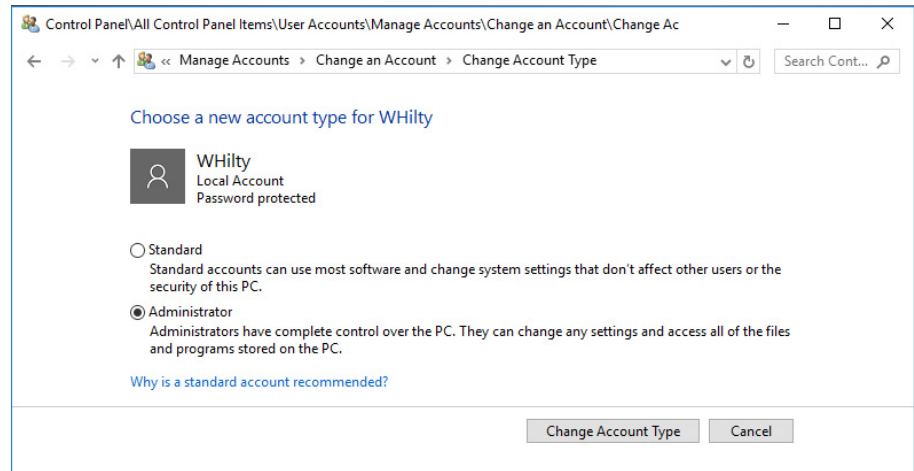 Control Panel\All Control Panel Items\User Accounts\Manage Accounts\Change an Account\Change Ac
« Manage Accounts > Change an Account > Change Account Type
Search Cont...
Choose a new account type for WHilty
WHilty
Local Account
Password protected
Standard
Standard accounts can use most software and change system settings that don't affect other users or the
security of this PC.
Administrator
Administrators have complete control over the PC. They can change any settings and access all of the files
and programs stored on the PC.
Why is a standard account recommended?
Change Account Type
Cancel